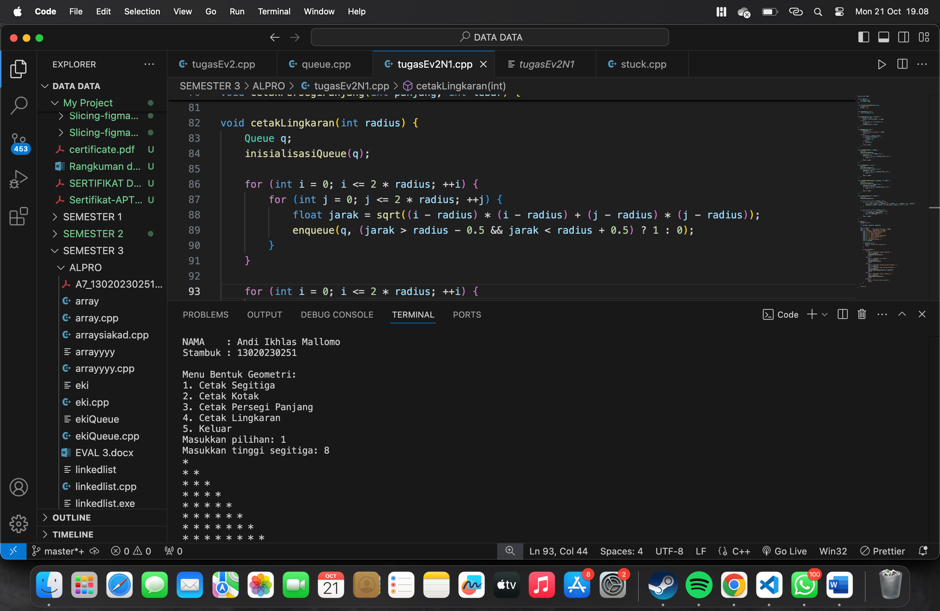 Code File Edit Selection View Go Run Terminal Window Help Mon 21 Oct 19.08
DATA DATA
EXPLORER
tugasEv2.cpp queue.cpp tugasEv2N1.cpp tugasEv2N1 stuck.cpp
DATA DATA
SEMESTER 3 > ALPRO > tugasEv2N1.cpp > cetakLingkaran(int)
My Project
Slicing-figma...
Slicing-figma...
certificate.pdf U
Rangkuman d... U
SERTIFIKAT D... U
Sertifikat-APT... U
SEMESTER 1
SEMESTER 2
SEMESTER 3
ALPRO
A7_13020230251...
array
array.cpp
arraysiakad.cpp
arrayyyy
arrayyyy.cpp
eki
eki.cpp
ekiQueue
ekiQueue.cpp
EVAL 3.docx
linkedlist
linkedlist.cpp
linkedlist.exe
OUTLINE
TIMELINE
453
81
82 void cetakLingkaran(int radius) {
83 Queue q;
84 inisialisasiQueue(q);
85
86 for (int i = 0; i <= 2 * radius; ++i) {
87 for (int j = 0; j <= 2 * radius; ++j) {
88 float jarak = sqrt((i - radius) * (i - radius) + (j - radius) * (j - radius));
89 enqueue(q, (jarak > radius - 0.5 && jarak < radius + 0.5) ? 1 : 0);
90 }
91 }
92
93 for (int i = 0; i <= 2 * radius; ++i) {
PROBLEMS OUTPUT DEBUG CONSOLE TERMINAL PORTS Code
NAMA : Andi Ikhlas Mallomo
Stambuk : 13020230251
Menu Bentuk Geometri:
1. Cetak Segitiga
2. Cetak Kotak
3. Cetak Persegi Panjang
4. Cetak Lingkaran
5. Keluar
Masukkan pilihan: 1
Masukkan tinggi segitiga: 8
*
* *
* * *
* * * *
* * * * *
* * * * * *
* * * * * * *
* * * * * * * *
master*+ 0 0 0 Ln 93, Col 44 Spaces: 4 UTF-8 LF C++ Go Live Win32 Prettier
OCT
21
tv
8
2
100
W